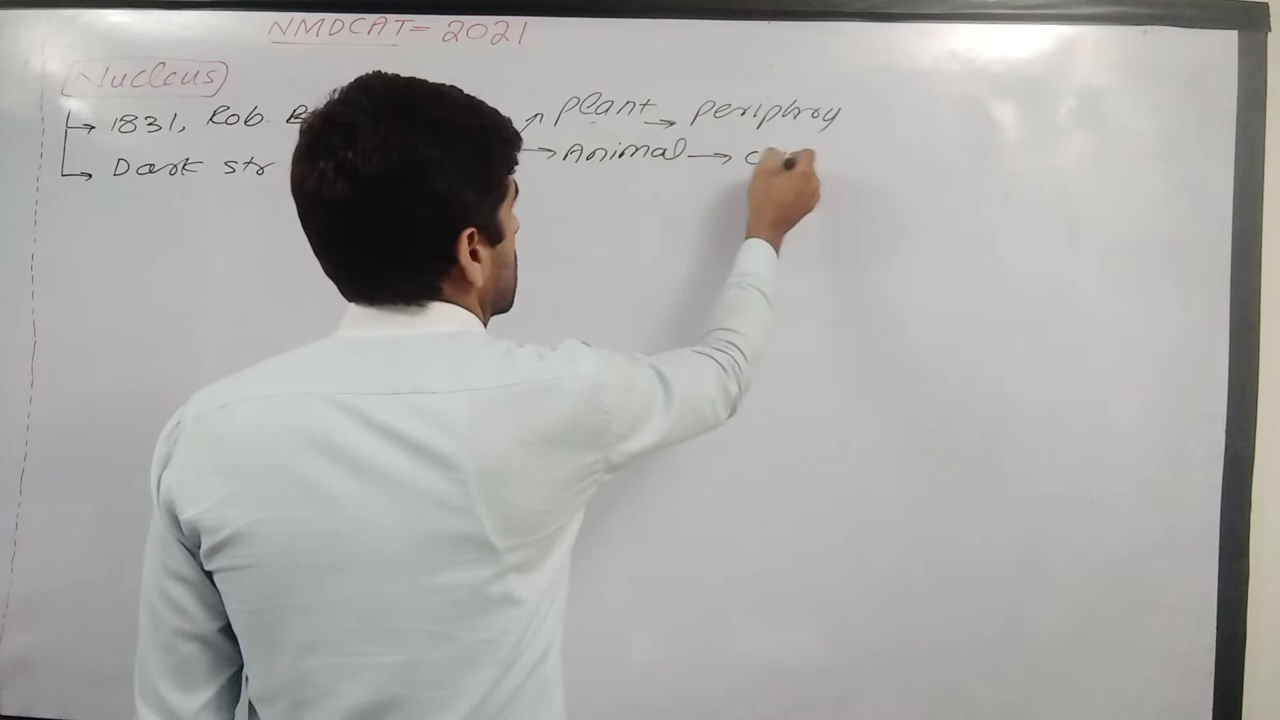 NMDCAT = 2021
Nucleus
→ 1831, Rob. B
→ Dark str
↗ Plant → periphroy
→ Animal → c